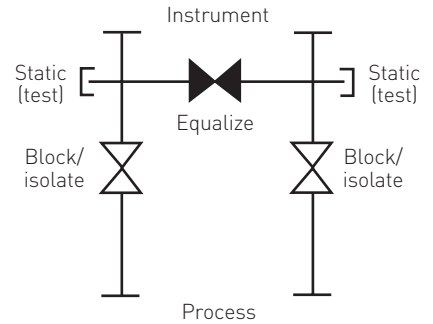 Instrument
Static
(test)
Static
(test)
Equalize
Block/
isolate
Block/
isolate
Process